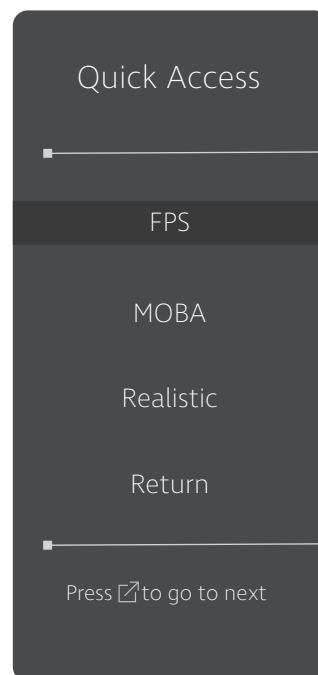 Quick Access
FPS
MOBA
Realistic
Return
Press to go to next